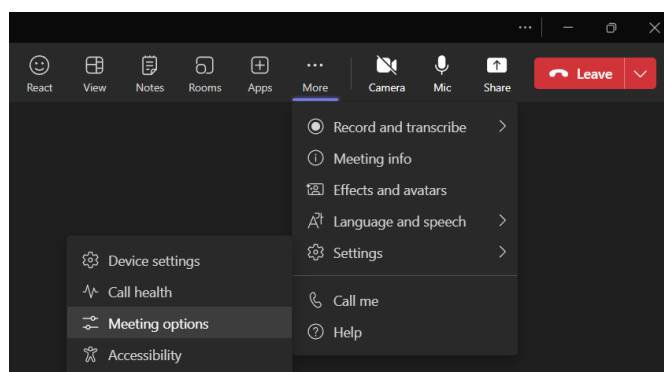 React View Notes Rooms Apps More Camera Mic Share Leave
Record and transcribe
Meeting info
Effects and avatars
Language and speech
Settings
Call me
Help
Device settings
Call health
Meeting options
Accessibility